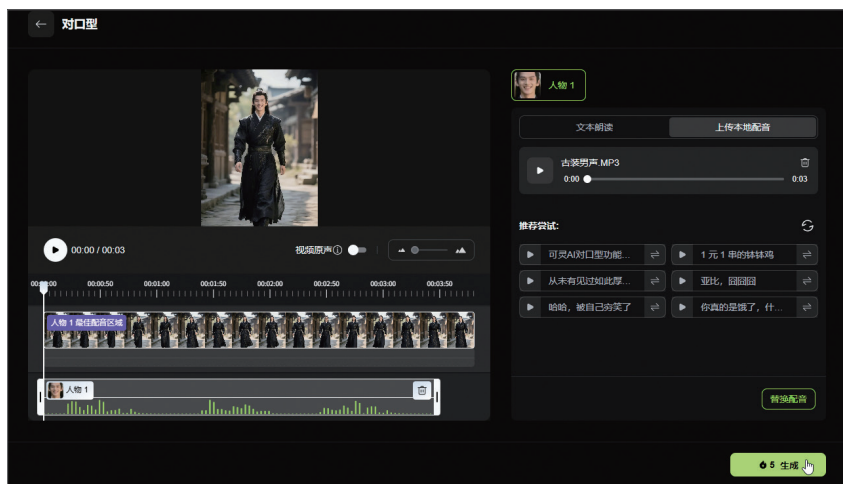 对口型
人物 1
文本朗读
上传本地配音
古装男声.MP3
0:00
0:03
推荐尝试:
可灵AI对口型功能...
1 元 1 串的钵钵鸡
从未有见过如此厚...
亚比，囧囧囧
哈哈，被自己穷笑了
你真的是饿了，什...
替换配音
00:00 / 00:03
视频原声
00:00:00
00:00:50
00:01:00
00:01:50
00:02:00
00:02:50
00:03:00
00:03:50
人物 1 最佳配音区域
人物 1
5 生成